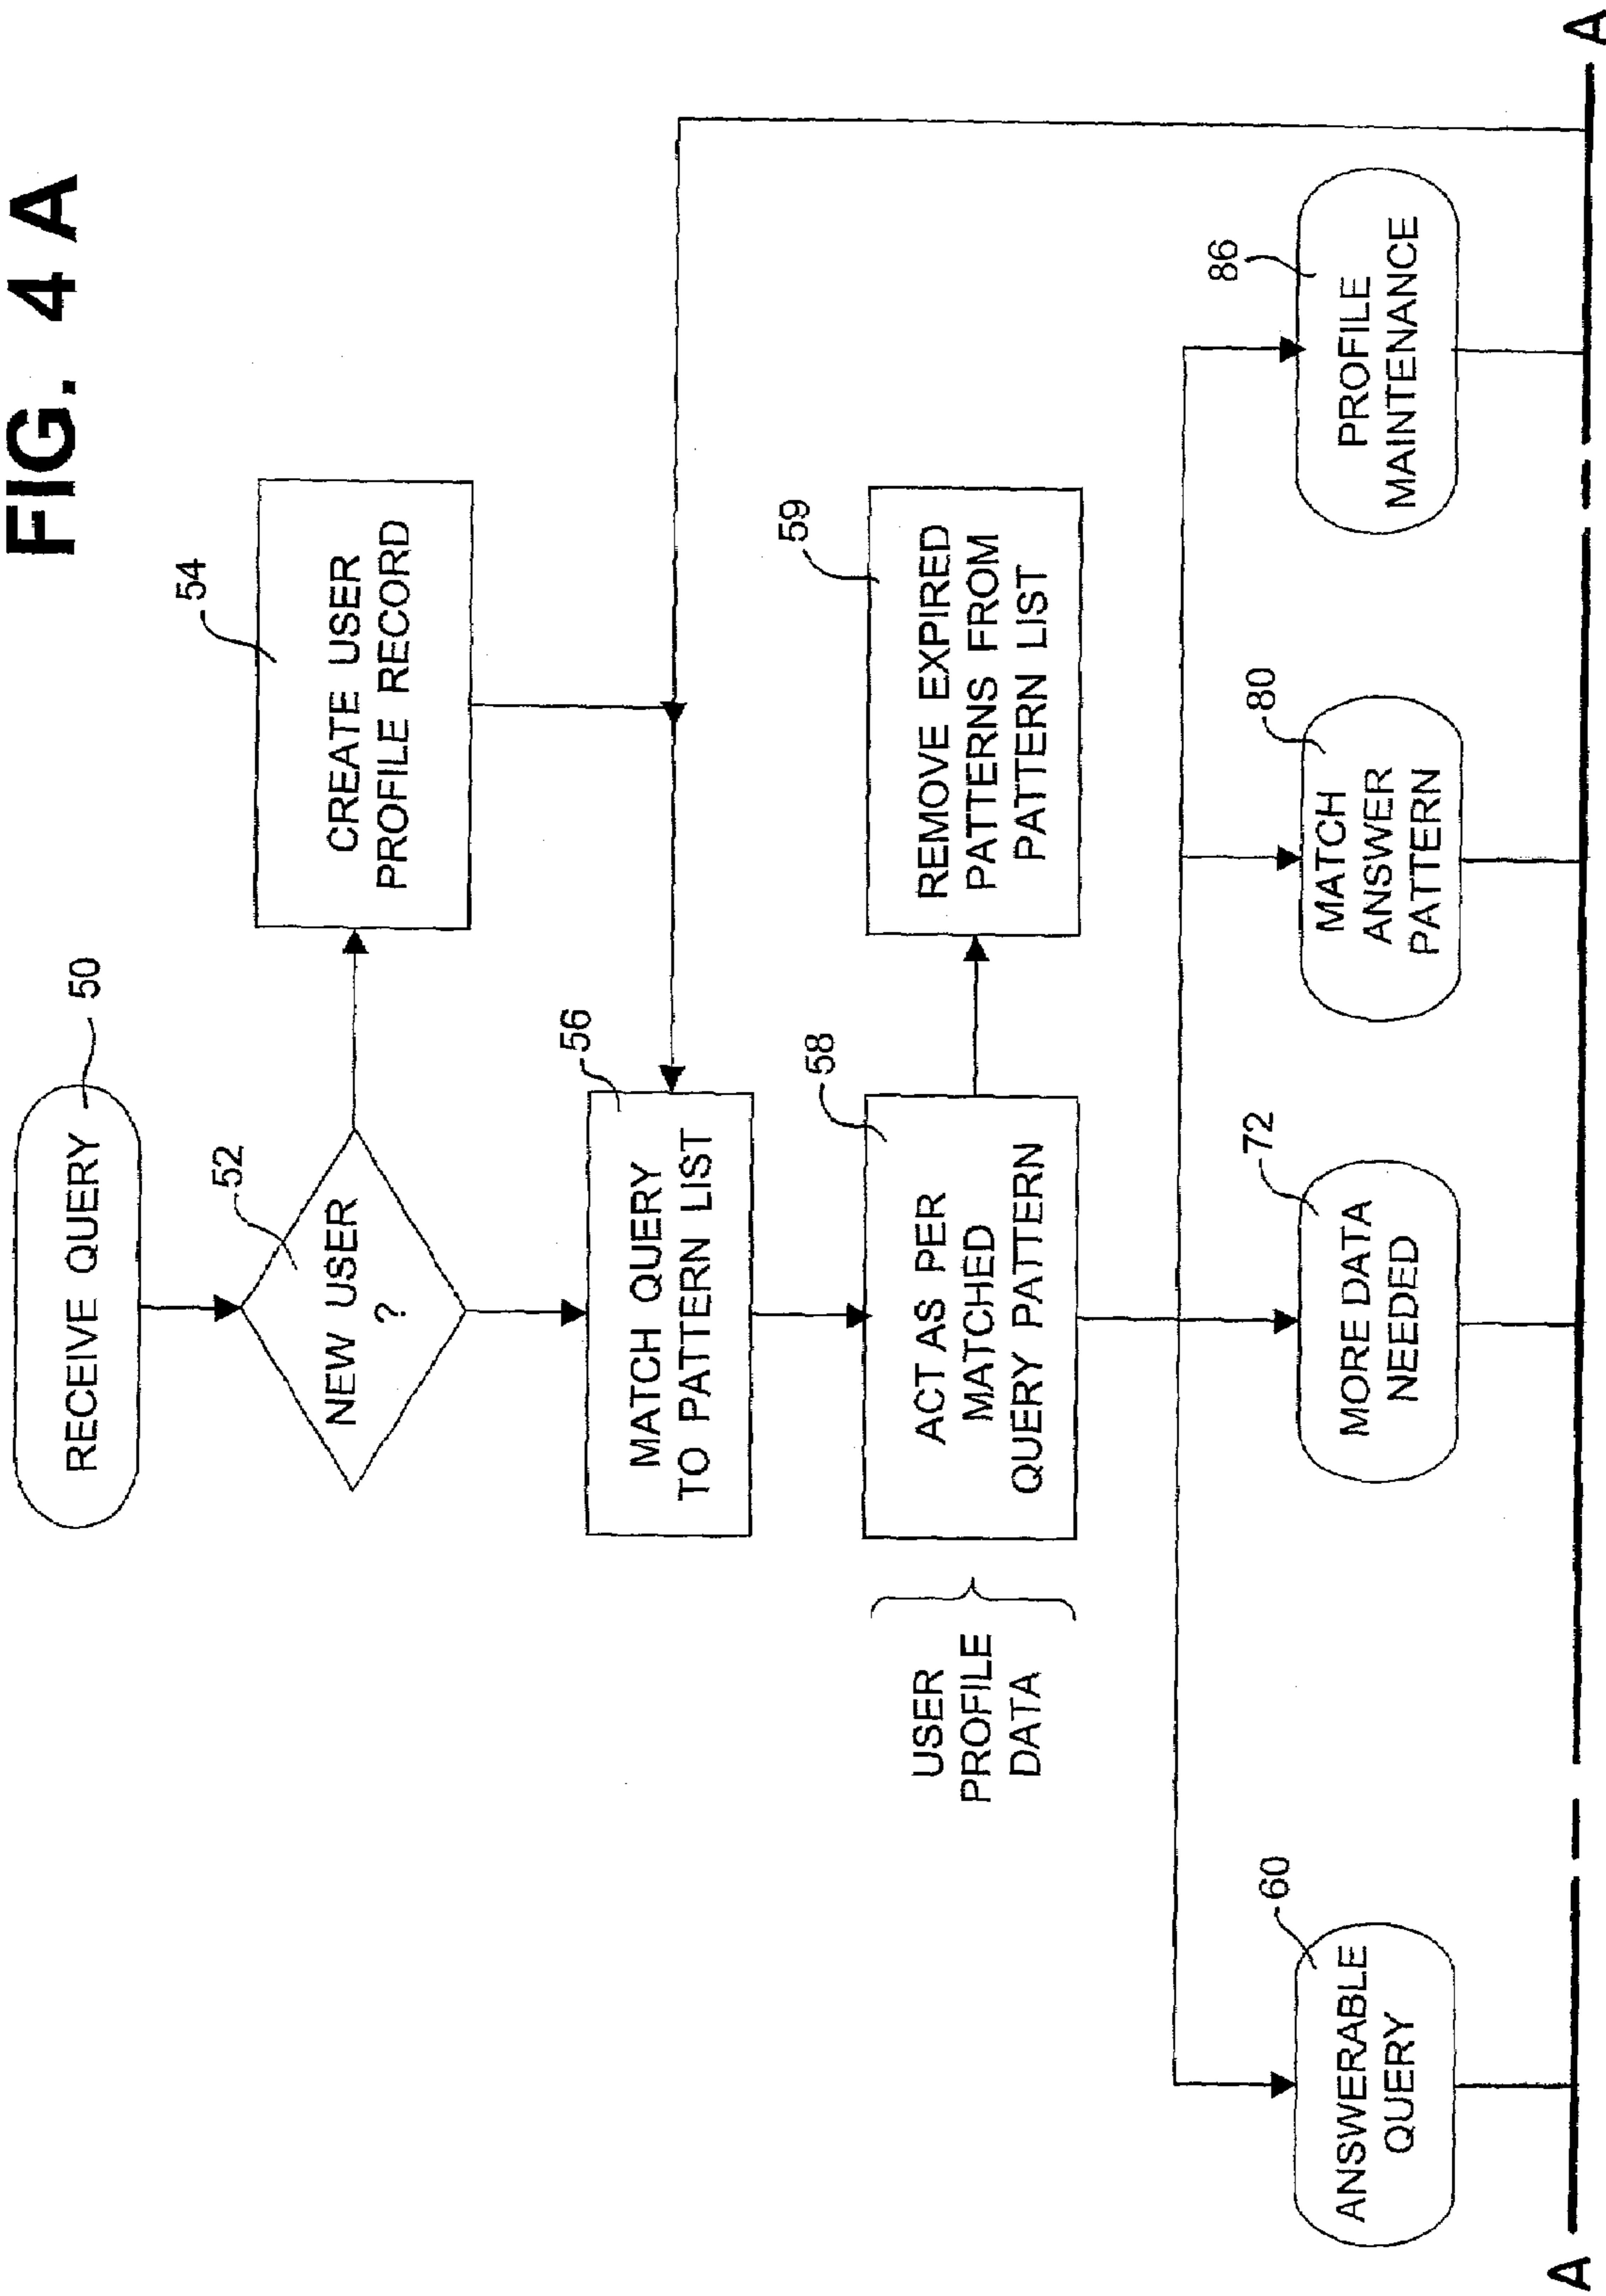 FIG. 4 A
RECEIVE QUERY
50
NEW USER
?
52
CREATE USER
PROFILE RECORD
54
MATCH QUERY
TO PATTERN LIST
56
USER
PROFILE
DATA
ACT AS PER
MATCHED
QUERY PATTERN
58
REMOVE EXPIRED
PATTERNS FROM
PATTERN LIST
59
ANSWERABLE
QUERY
60
MORE DATA
NEEDED
72
MATCH
ANSWER
PATTERN
80
PROFILE
MAINTENANCE
86
A
A